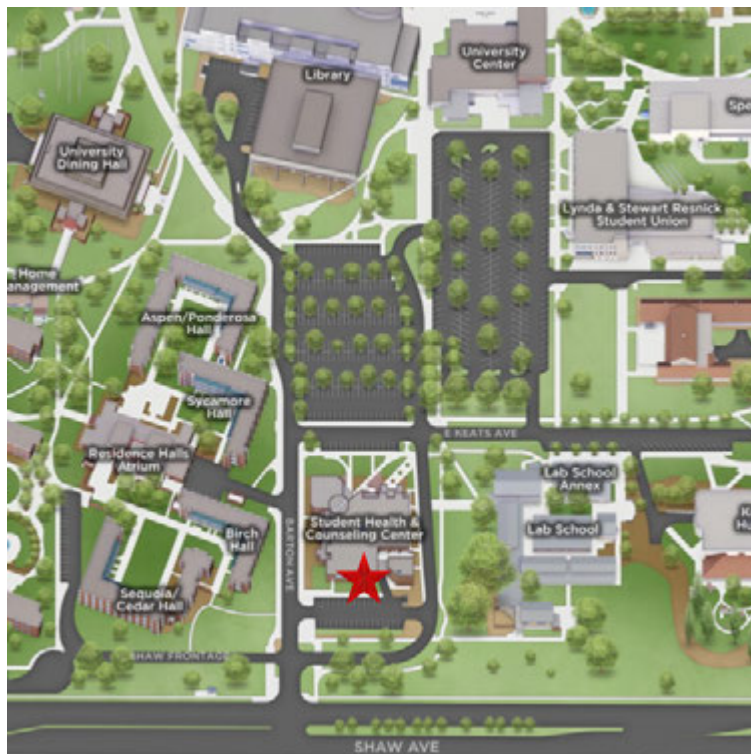 Library
University
Center
Spe
University
Dining Hall
Lynda & Stewart Resnick
Student Union
Home
anagement
Aspen/Ponderosa
Hall
Sycamore
Hall
E KEATS AVE
Residence Halls
Atrium
Lab School
Annex
Student Health &
Counseling Center
Lab School
K
H
Birch
Hall
BARTON AVE
Sequoia/
Cedar Hall
SHAW FRONTAGE
SHAW AVE